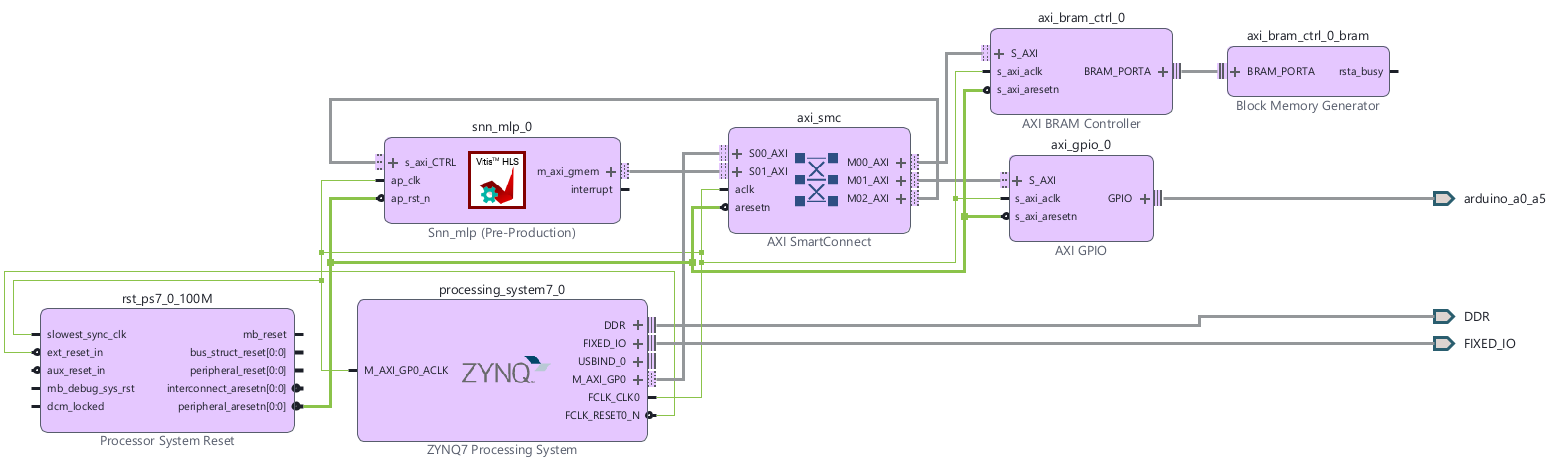 axi_bram_ctrl_0
S_AXI
s_axi_aclk
s_axi_aresetn
BRAM_PORTA
AXI BRAM Controller
axi_bram_ctrl_0_bram
BRAM_PORTA
rsta_busy
Block Memory Generator
snn_mlp_0
s_axi_CTRL
ap_clk
ap_rst_n
Vitis™ HLS
m_axi_gmem
interrupt
Snn_mlp (Pre-Production)
axi_smc
S00_AXI
S01_AXI
aclk
aresetn
M00_AXI
M01_AXI
M02_AXI
AXI SmartConnect
axi_gpio_0
S_AXI
s_axi_aclk
s_axi_aresetn
GPIO
AXI GPIO
arduino_a0_a5
rst_ps7_0_100M
slowest_sync_clk
ext_reset_in
aux_reset_in
mb_debug_sys_rst
dcm_locked
mb_reset
bus_struct_reset[0:0]
peripheral_reset[0:0]
interconnect_aresetn[0:0]
peripheral_aresetn[0:0]
Processor System Reset
processing_system7_0
M_AXI_GP0_ACLK
ZYNQ
DDR
FIXED_IO
USBIND_0
M_AXI_GP0
FCLK_CLK0
FCLK_RESET0_N
ZYNQ7 Processing System
DDR
FIXED_IO